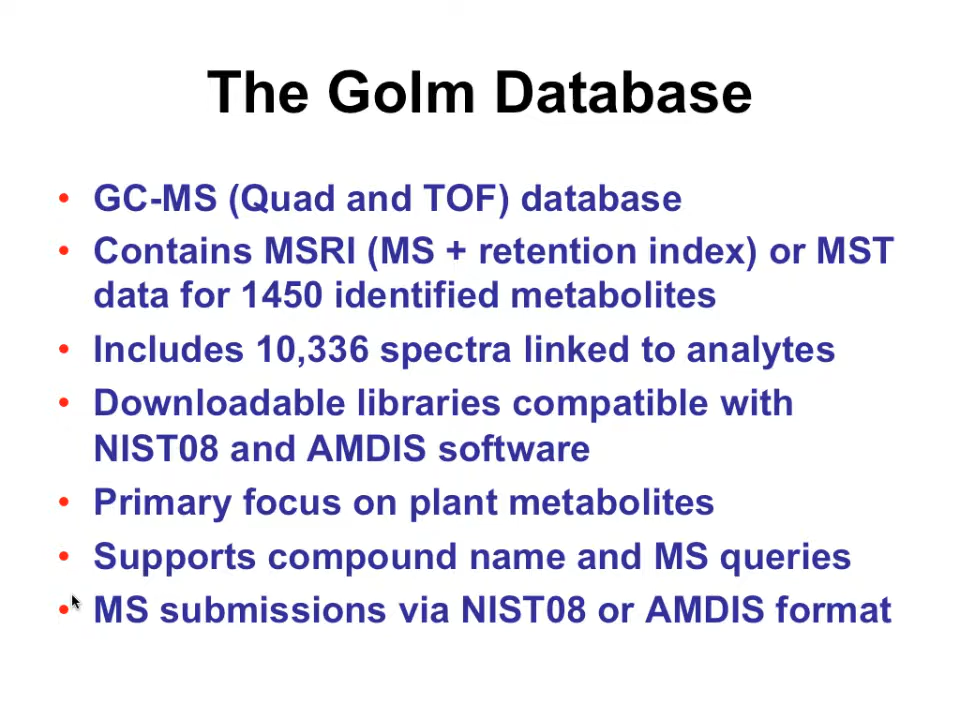 The Golm Database
• GC-MS (Quad and TOF) database
• Contains MSRI (MS + retention index) or MST
data for 1450 identified metabolites
• Includes 10,336 spectra linked to analytes
• Downloadable libraries compatible with
NIST08 and AMDIS software
• Primary focus on plant metabolites
• Supports compound name and MS queries
• MS submissions via NIST08 or AMDIS format